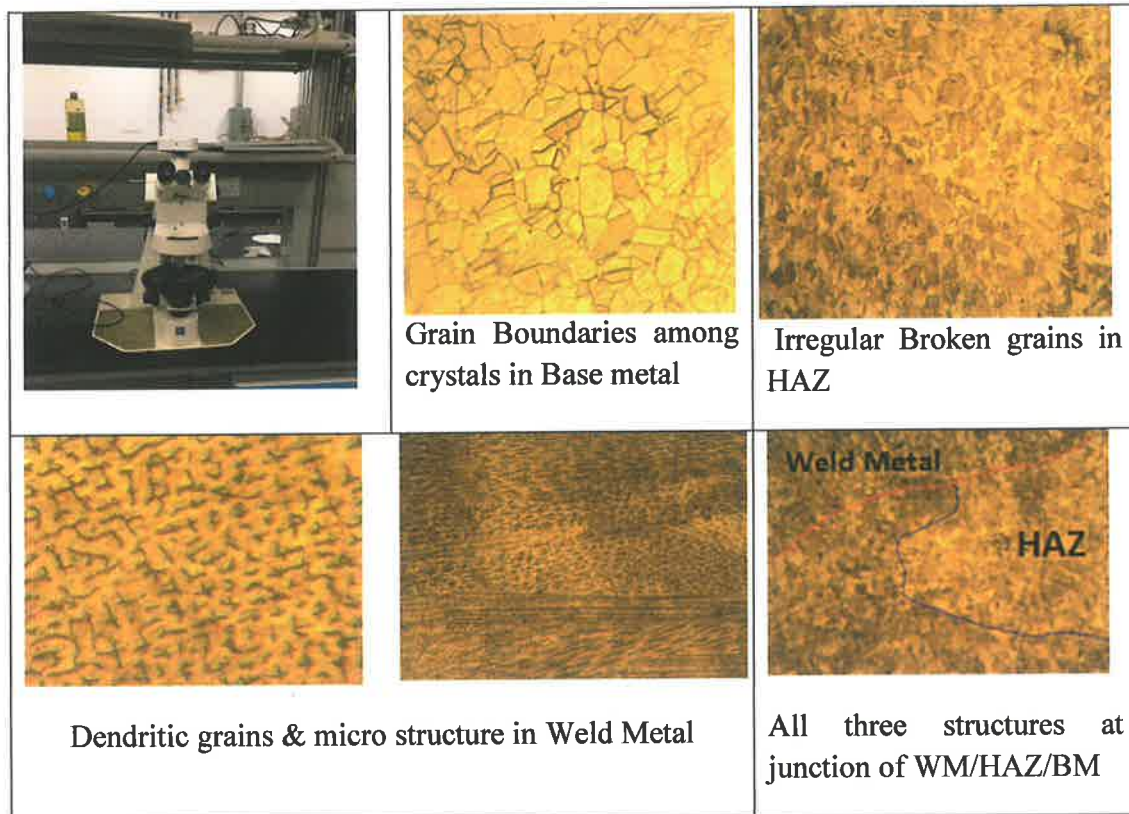 Grain Boundaries among
crystals in Base metal
Irregular Broken grains in
HAZ
Weld Metal
HAZ
Dendritic grains & micro structure in Weld Metal
All three structures at
junction of WM/HAZ/BM